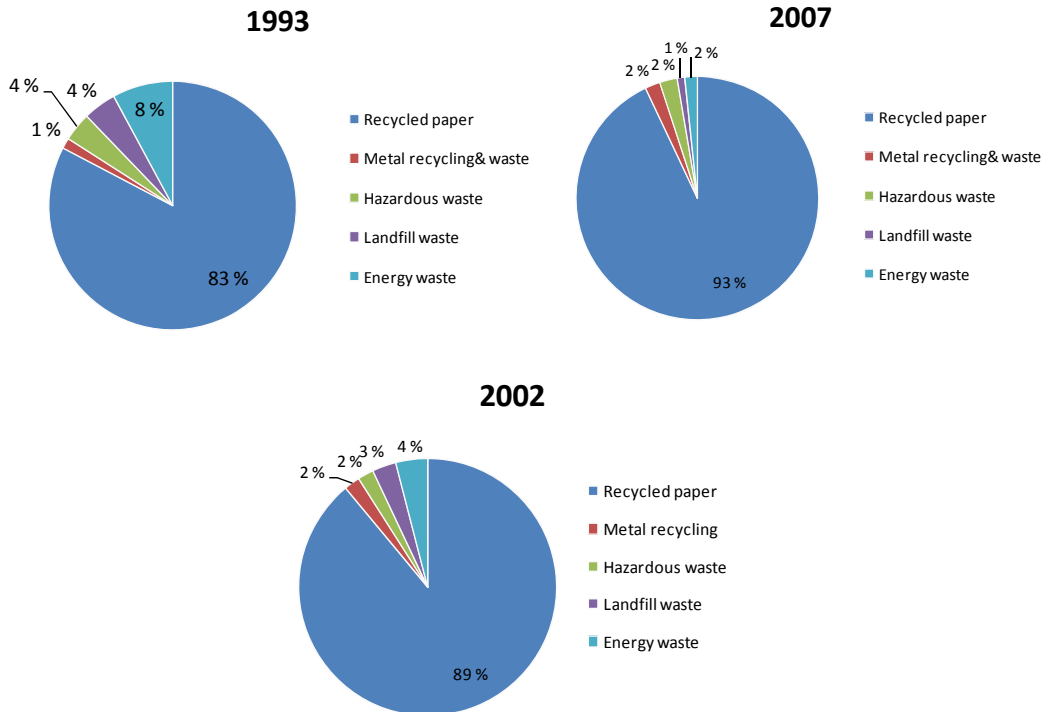 1993
4 %
4 %
8 %
1 %
83 %
Recycled paper
Metal recycling& waste
Hazardous waste
Landfill waste
Energy waste
2007
1 %
2 %
2 %
2 %
93 %
Recycled paper
Metal recycling& waste
Hazardous waste
Landfill waste
Energy waste
2002
2 %
2 %
3 %
4 %
89 %
Recycled paper
Metal recycling
Hazardous waste
Landfill waste
Energy waste